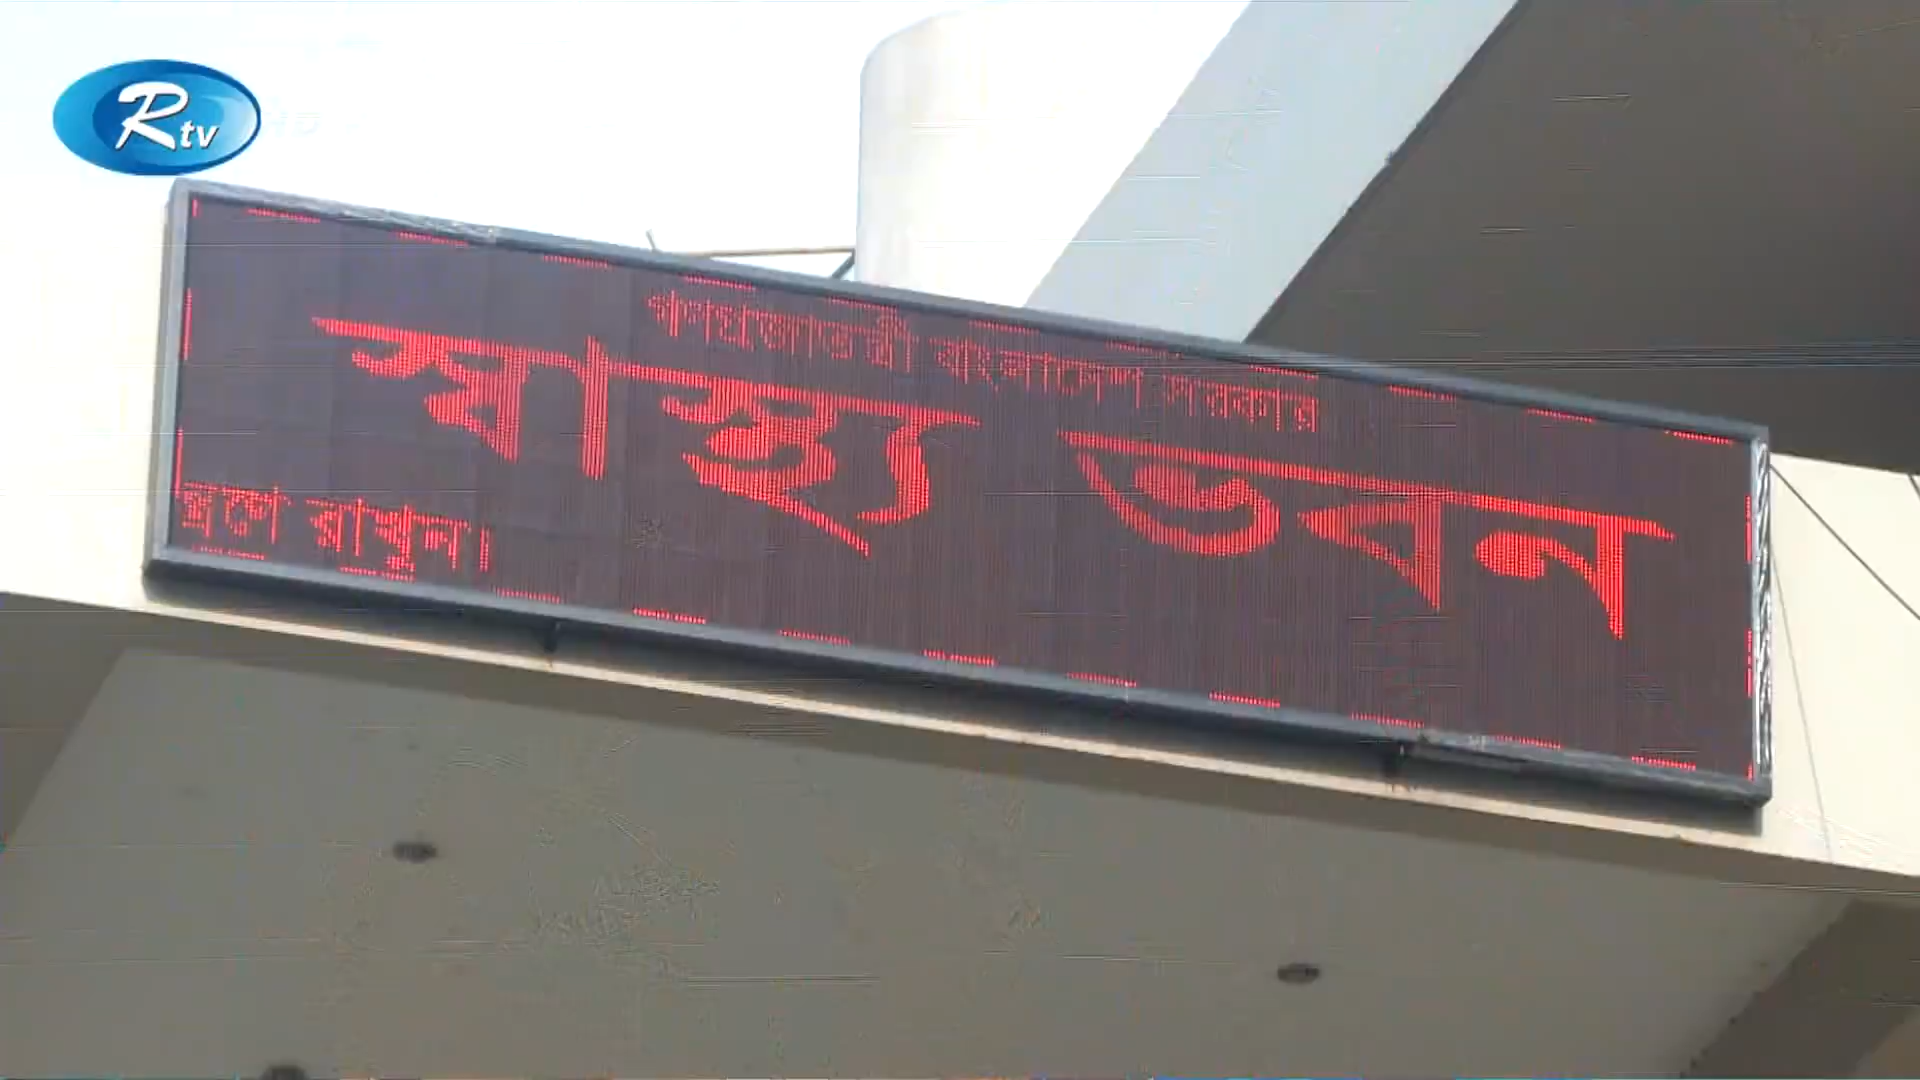 Rtv
গণপ্রজাতন্ত্রী বাংলাদেশ সরকার
স্বাস্থ্য ভবন
রাখুন।